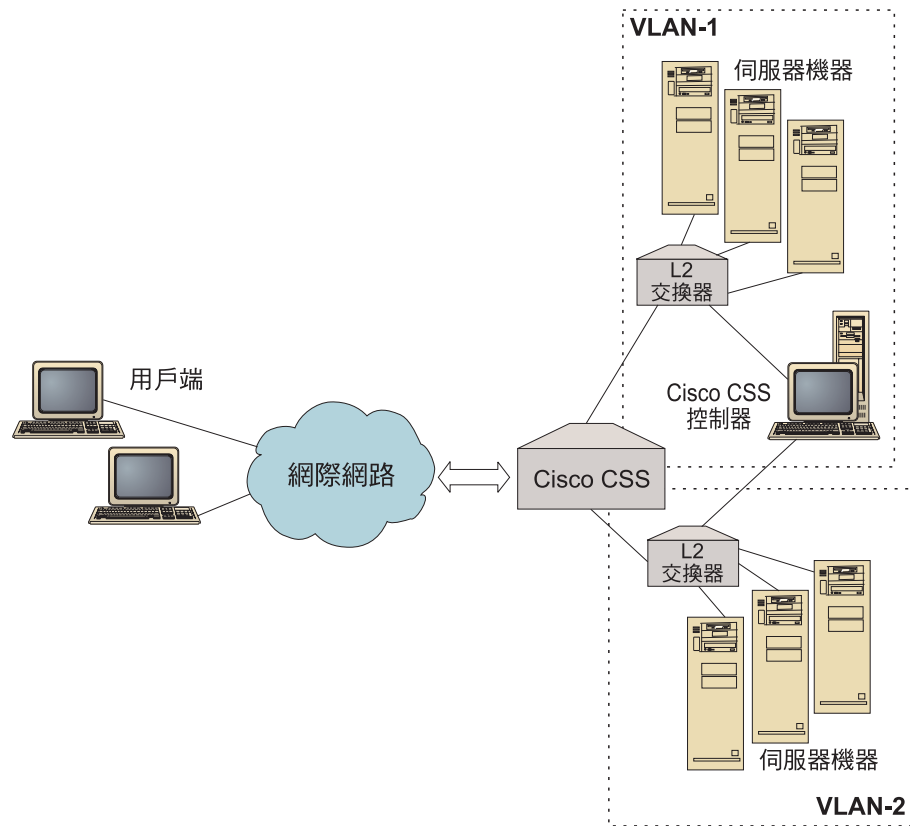 VLAN-1
伺服器機器
L2
交換器
用戶端
Cisco CSS
控制器
網際網路
Cisco CSS
L2
交換器
伺服器機器
VLAN-2